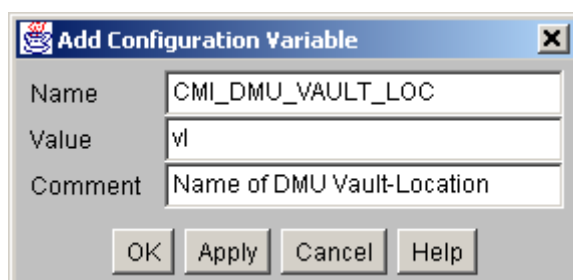 Add Configuration Variable
Name CMI_DMU_VAULT_LOC
Value vl
Comment Name of DMU Vault-Location
OK Apply Cancel Help